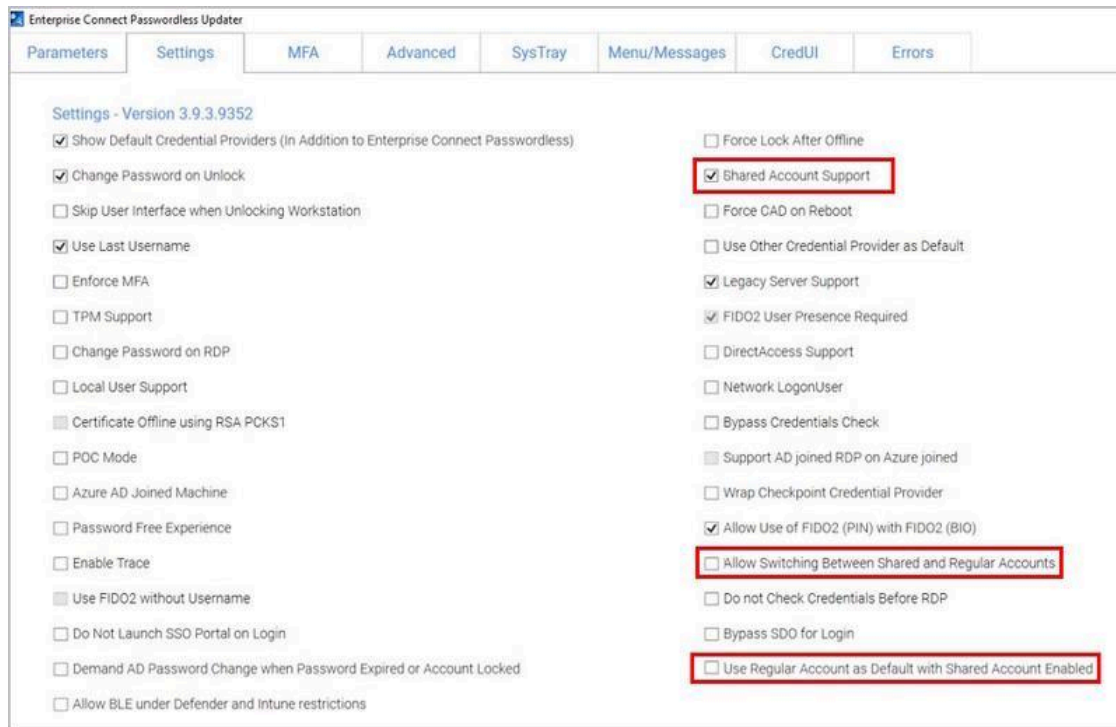 Enterprise Connect Passwordless Updater
Parameters
Settings
MFA
Advanced
SysTray
Menu/Messages
CredUI
Errors
Settings - Version 3.9.3.9352
Show Default Credential Providers (In Addition to Enterprise Connect Passwordless)
Change Password on Unlock
Skip User Interface when Unlocking Workstation
Use Last Username
Enforce MFA
TPM Support
Change Password on RDP
Local User Support
Certificate Offline using RSA PCKS1
POC Mode
Azure AD Joined Machine
Password Free Experience
Enable Trace
Use FIDO2 without Username
Do Not Launch SSO Portal on Login
Demand AD Password Change when Password Expired or Account Locked
Allow BLE under Defender and Intune restrictions
Force Lock After Offline
Shared Account Support
Force CAD on Reboot
Use Other Credential Provider as Default
Legacy Server Support
FIDO2 User Presence Required
DirectAccess Support
Network LogonUser
Bypass Credentials Check
Support AD joined RDP on Azure joined
Wrap Checkpoint Credential Provider
Allow Use of FIDO2 (PIN) with FIDO2 (BIO)
Allow Switching Between Shared and Regular Accounts
Do not Check Credentials Before RDP
Bypass SDO for Login
Use Regular Account as Default with Shared Account Enabled